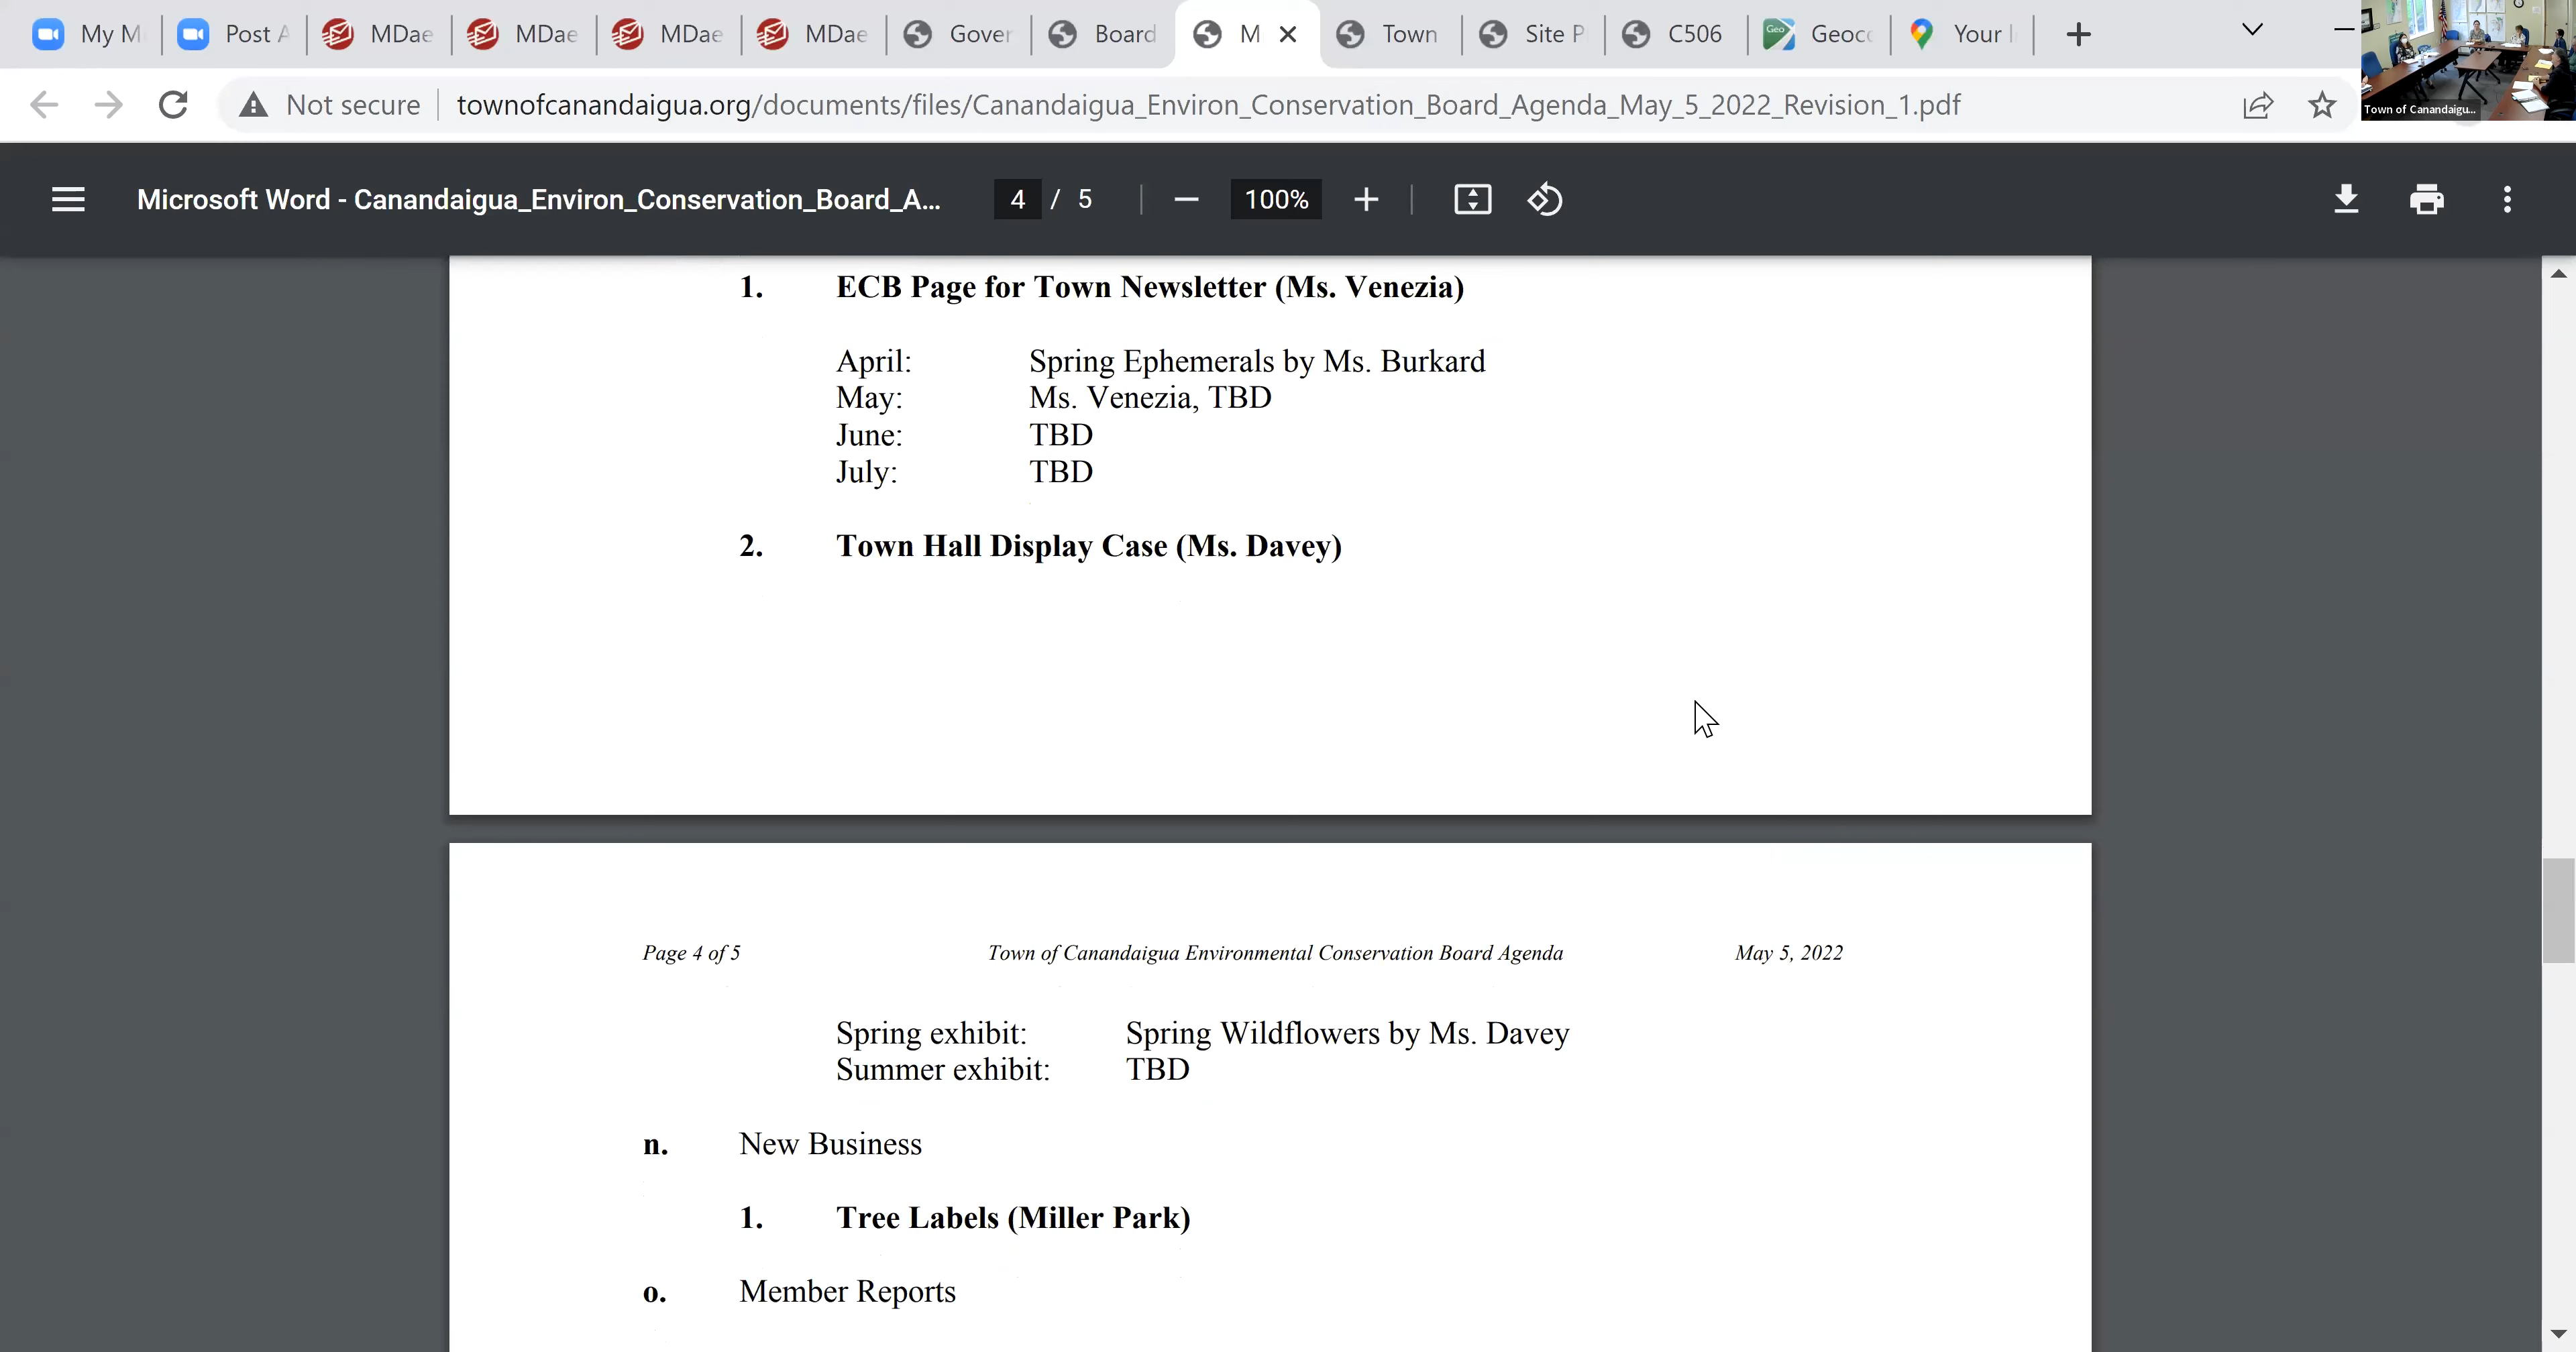 My M
Post A
MDae
MDae
MDae
MDae
Gover
Board
M
Town
Site P
C506
Geoc
Your I
Town of Canandaigu...
Not secure
townofcanandaigua.org/documents/files/Canandaigua_Environ_Conservation_Board_Agenda_May_5_2022_Revision_1.pdf
Microsoft Word - Canandaigua_Environ_Conservation_Board_A...
4 / 5
100%
1. ECB Page for Town Newsletter (Ms. Venezia)
April: Spring Ephemerals by Ms. Burkard
May: Ms. Venezia, TBD
June: TBD
July: TBD
2. Town Hall Display Case (Ms. Davey)
Page 4 of 5 Town of Canandaigua Environmental Conservation Board Agenda May 5, 2022
Spring exhibit: Spring Wildflowers by Ms. Davey
Summer exhibit: TBD
n. New Business
1. Tree Labels (Miller Park)
o. Member Reports